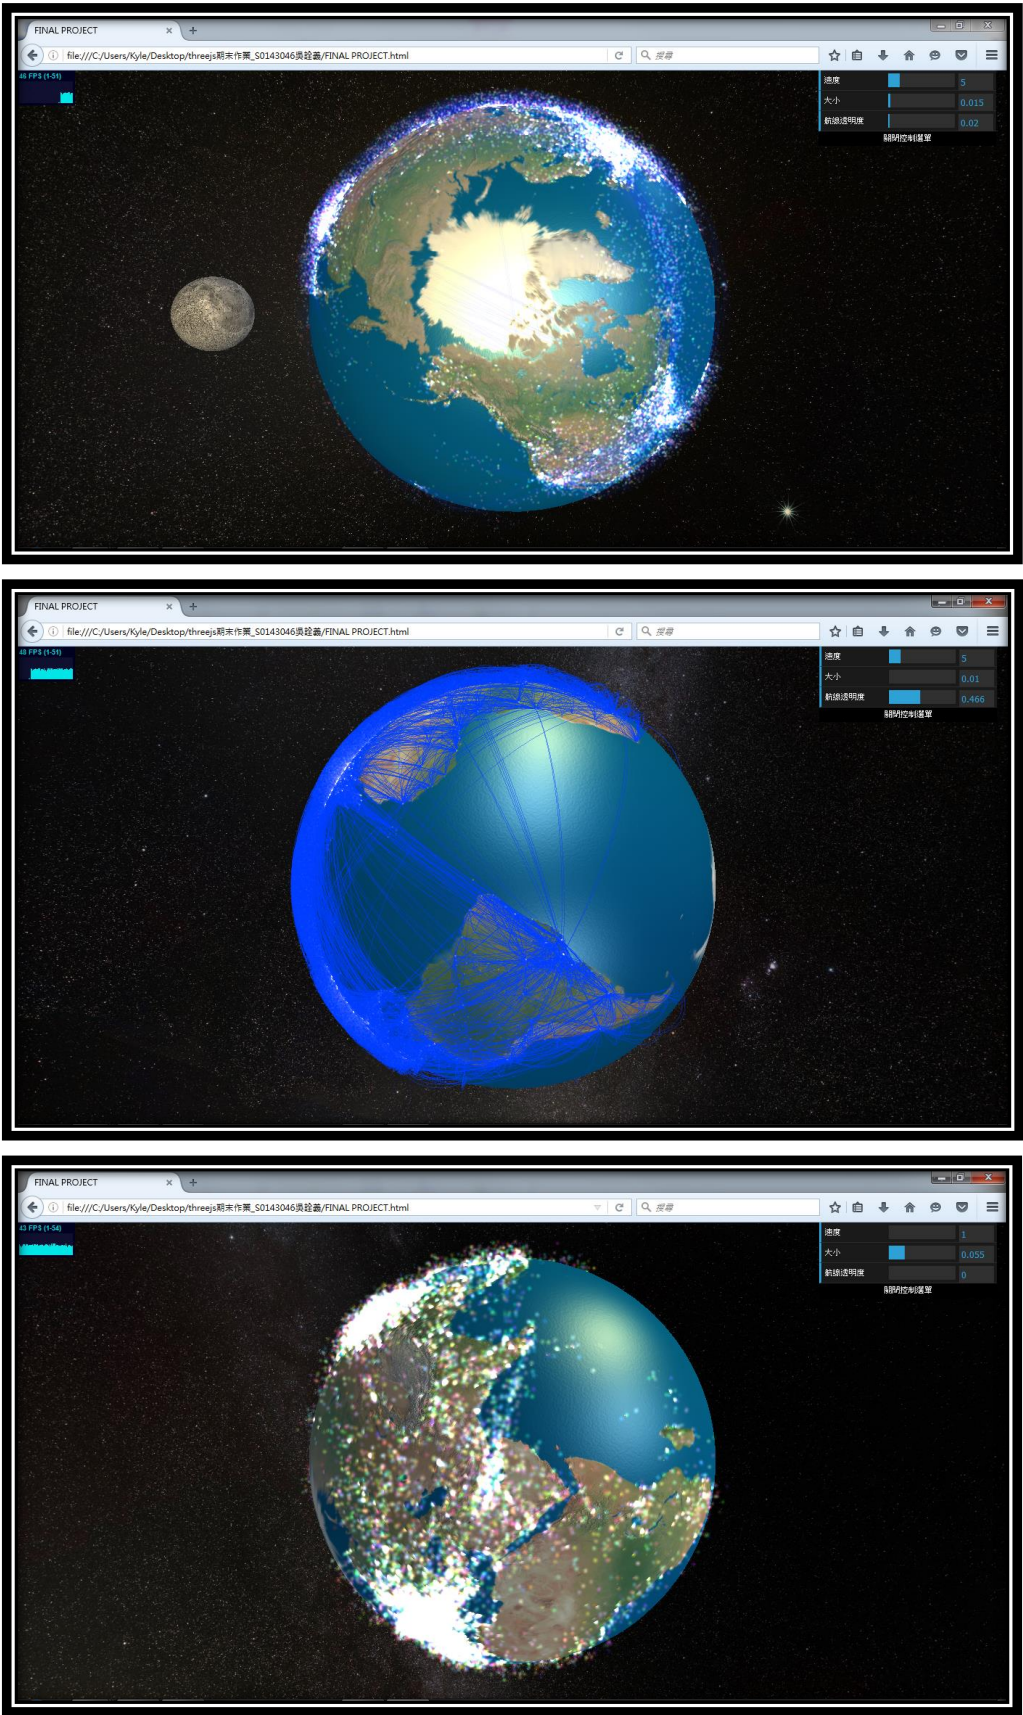 FINAL PROJECT
file:///C:/Users/Kyle/Desktop/threejs期末作業_S0143046吳詮義/FINAL PROJECT.html
搜尋
46 FPS (1-51)
速度 5
大小 0.015
航線透明度 0.02
關閉控制選單
FINAL PROJECT
file:///C:/Users/Kyle/Desktop/threejs期末作業_S0143046吳詮義/FINAL PROJECT.html
搜尋
48 FPS (1-51)
速度 5
大小 0.01
航線透明度 0.466
關閉控制選單
FINAL PROJECT
file:///C:/Users/Kyle/Desktop/threejs期末作業_S0143046吳詮義/FINAL PROJECT.html
搜尋
43 FPS (1-54)
速度 1
大小 0.055
航線透明度 0
關閉控制選單